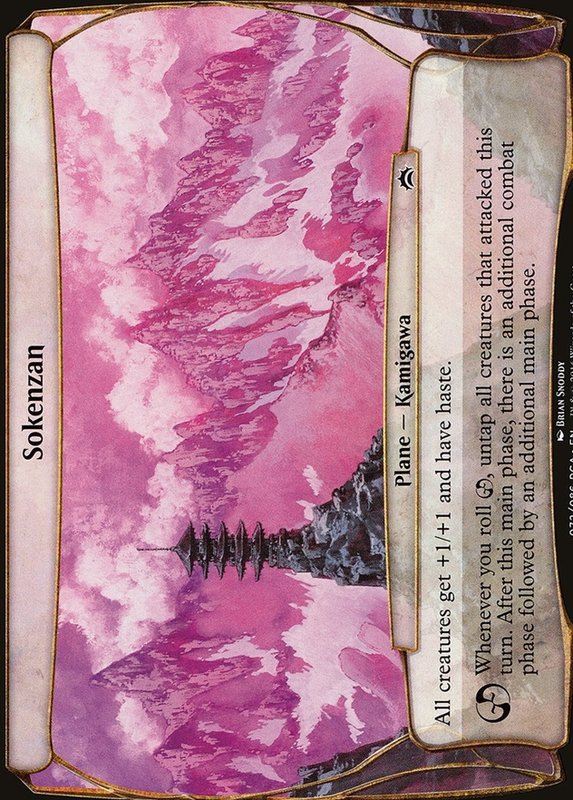 Sokenzan
Plane — Kamigawa
All creatures get +1/+1 and have haste.
Whenever you roll , untap all creatures that attacked this
turn. After this main phase, there is an additional combat
phase followed by an additional main phase.
BRIAN SNODDY